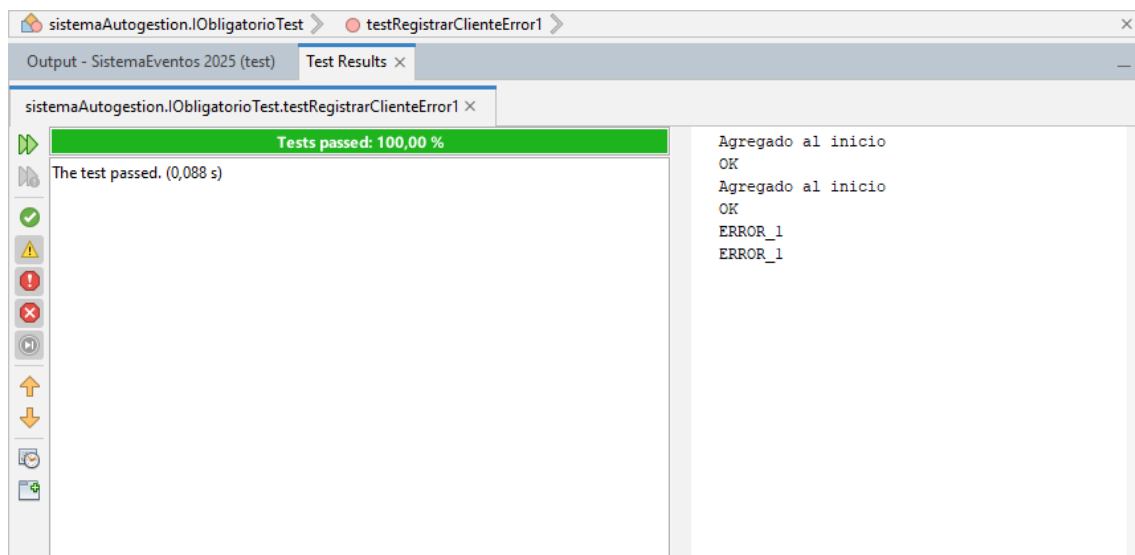 sistemaAutogestion.IObligatorioTest testRegistrarClienteError1
Output - SistemaEventos 2025 (test) Test Results
sistemaAutogestion.IObligatorioTest.testRegistrarClienteError1
Tests passed: 100,00 %
The test passed. (0,088 s)
Agregado al inicio
OK
Agregado al inicio
OK
ERROR_1
ERROR_1